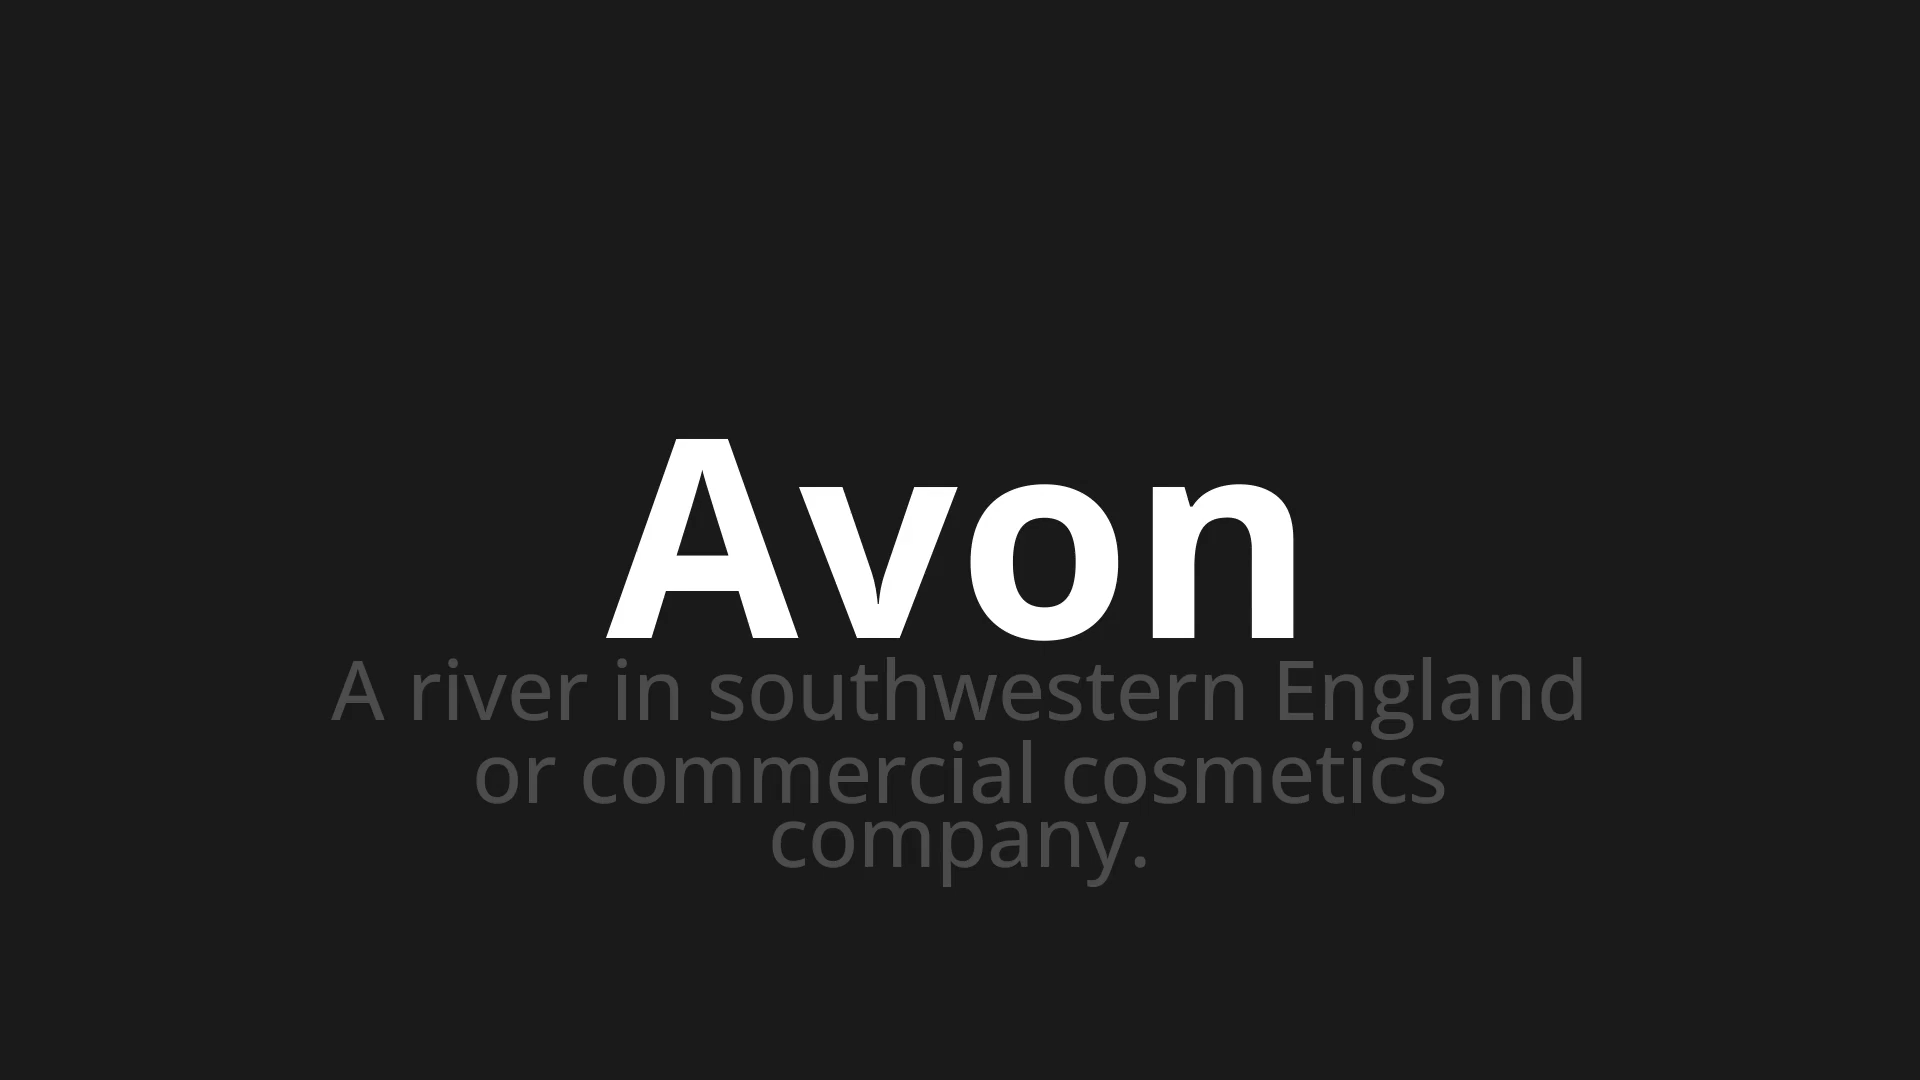 Avon
A river in southwestern England
or commercial cosmetics
company.